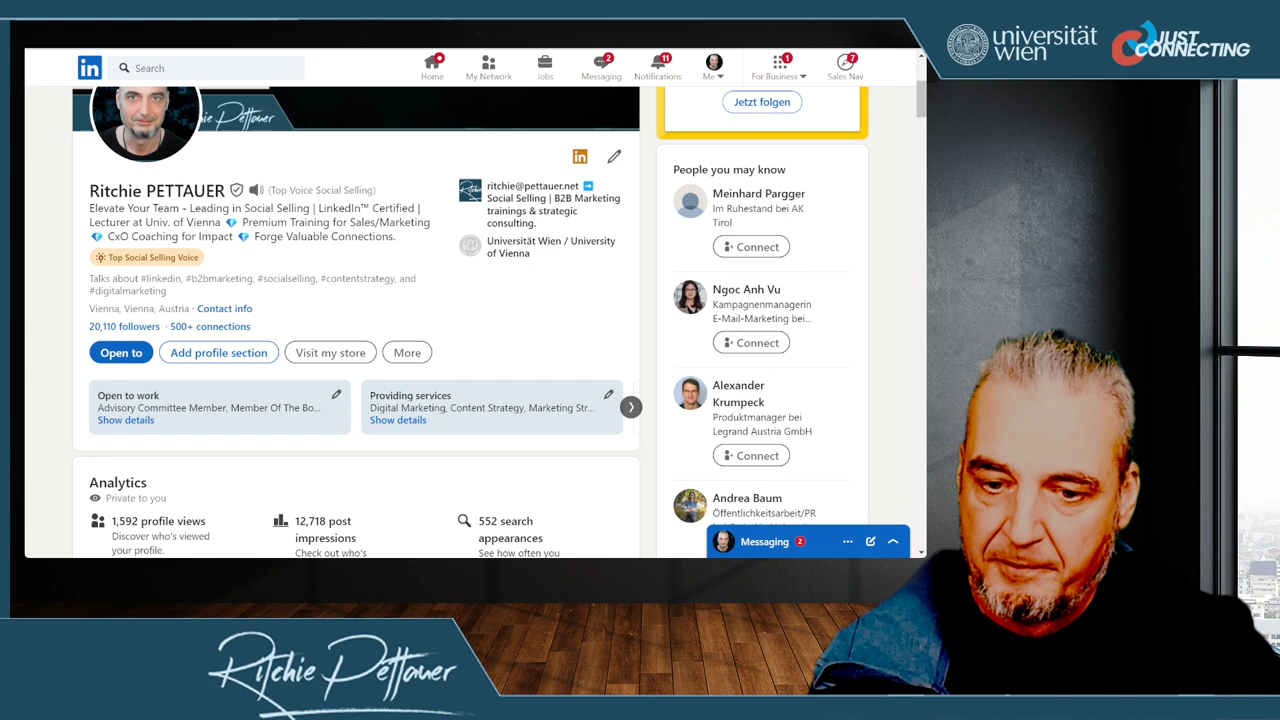 universität
wien
JUST
CONNECTING
in
Search
Home
My Network
Jobs
2
Messaging
11
Notifications
Me
1
For Business
7
Sales Nav
Jetzt folgen
in
Ritchie PETTAUER (Top Voice Social Selling)
Elevate Your Team - Leading in Social Selling | LinkedIn™ Certified |
Lecturer at Univ. of Vienna 💎 Premium Training for Sales/Marketing
💎 CxO Coaching for Impact 💎 Forge Valuable Connections.
Top Social Selling Voice
Talks about #linkedin, #b2bmarketing, #socialselling, #contentstrategy, and
#digitalmarketing
Vienna, Vienna, Austria · Contact info
20,110 followers · 500+ connections
Open to
Add profile section
Visit my store
More
ritchie@pettauer.net ➡️
Social Selling | B2B Marketing
trainings & strategic
consulting.
Universität Wien / University
of Vienna
Open to work
Advisory Committee Member, Member Of The Bo...
Show details
Providing services
Digital Marketing, Content Strategy, Marketing Str...
Show details
Analytics
Private to you
1,592 profile views
Discover who's viewed
your profile.
12,718 post
impressions
Check out who's
552 search
appearances
See how often you
People you may know
Meinhard Pargger
Im Ruhestand bei AK
Tirol
Connect
Ngoc Anh Vu
Kampagnenmanagerin
E-Mail-Marketing bei...
Connect
Alexander
Krumpeck
Produktmanager bei
Legrand Austria GmbH
Connect
Andrea Baum
Öffentlichkeitsarbeit/PR
Messaging 2
Ritchie Pettauer